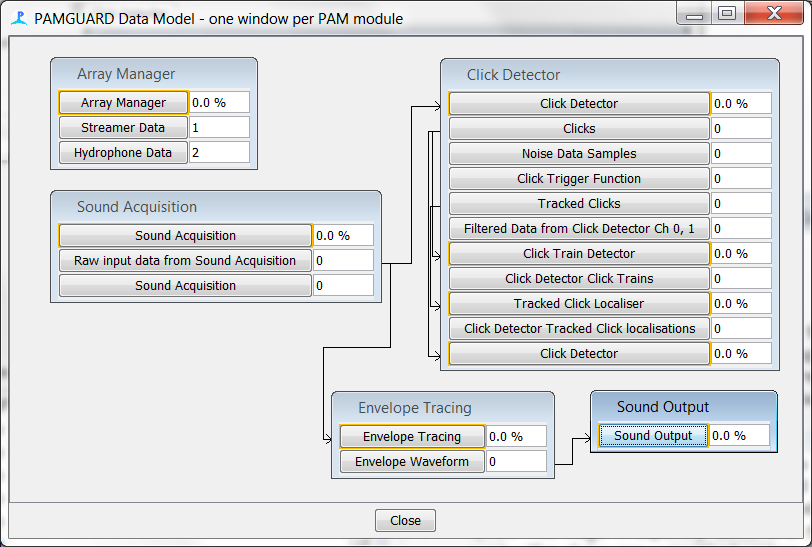 PAMGUARD Data Model - one window per PAM module
Array Manager
Array Manager 0.0 %
Streamer Data 1
Hydrophone Data 2
Sound Acquisition
Sound Acquisition 0.0 %
Raw input data from Sound Acquisition 0
Sound Acquisition 0
Click Detector
Click Detector 0.0 %
Clicks 0
Noise Data Samples 0
Click Trigger Function 0
Tracked Clicks 0
Filtered Data from Click Detector Ch 0, 1 0
Click Train Detector 0.0 %
Click Detector Click Trains 0
Tracked Click Localiser 0.0 %
Click Detector Tracked Click localisations 0
Click Detector 0.0 %
Envelope Tracing
Envelope Tracing 0.0 %
Envelope Waveform 0
Sound Output
Sound Output 0.0 %
Close